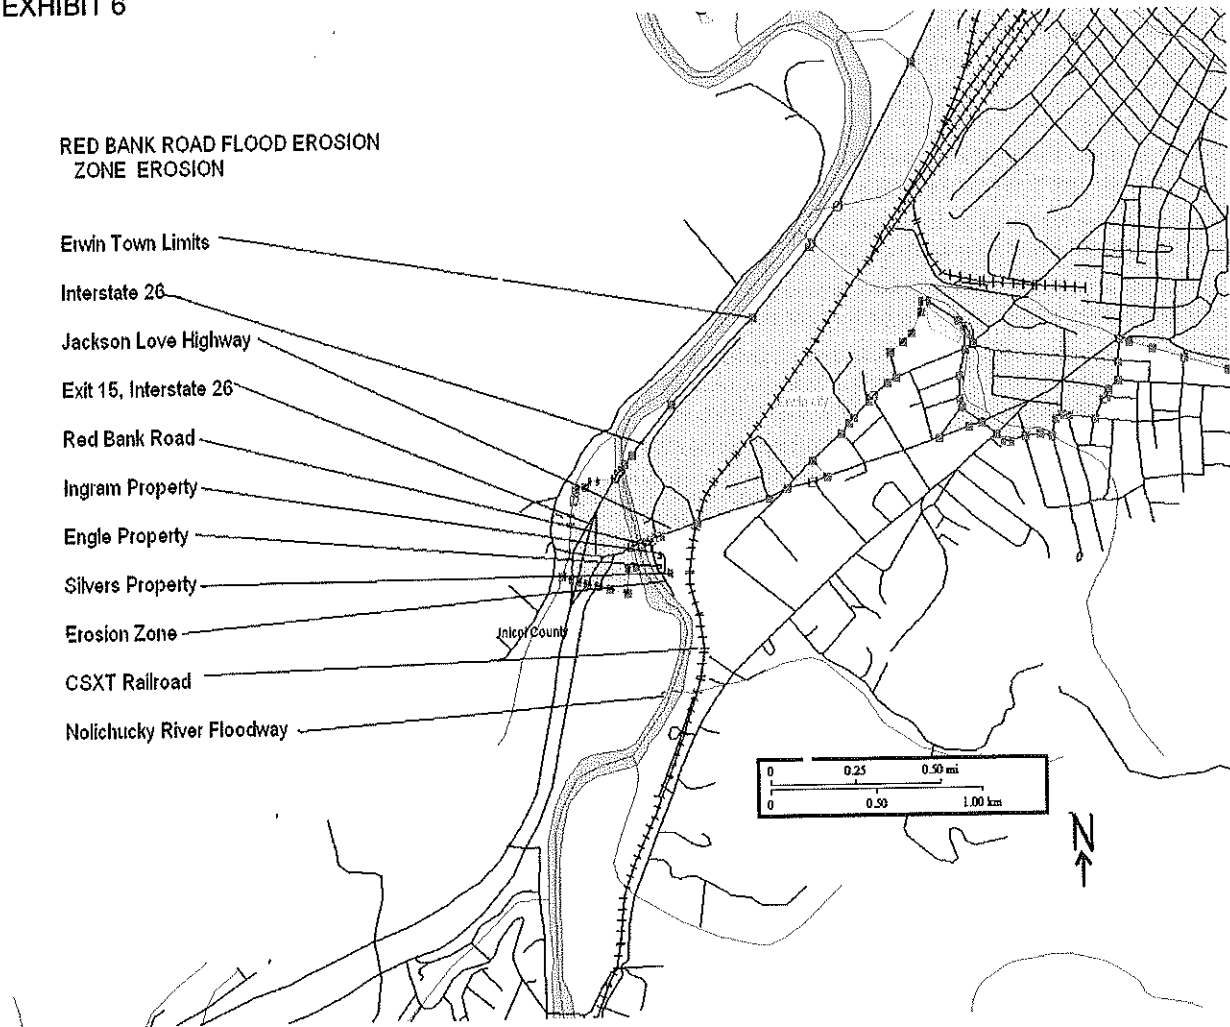 EXHIBIT 6
RED BANK ROAD FLOOD EROSION
ZONE EROSION
Erwin Town Limits
Interstate 26
Jackson Love Highway
Exit 15, Interstate 26
Red Bank Road
Ingram Property
Engle Property
Silvers Property
Erosion Zone
CSXT Railroad
Nolichucky River Floodway
County
0 0.25 0.50 mi
0 0.50 1.00 km
N